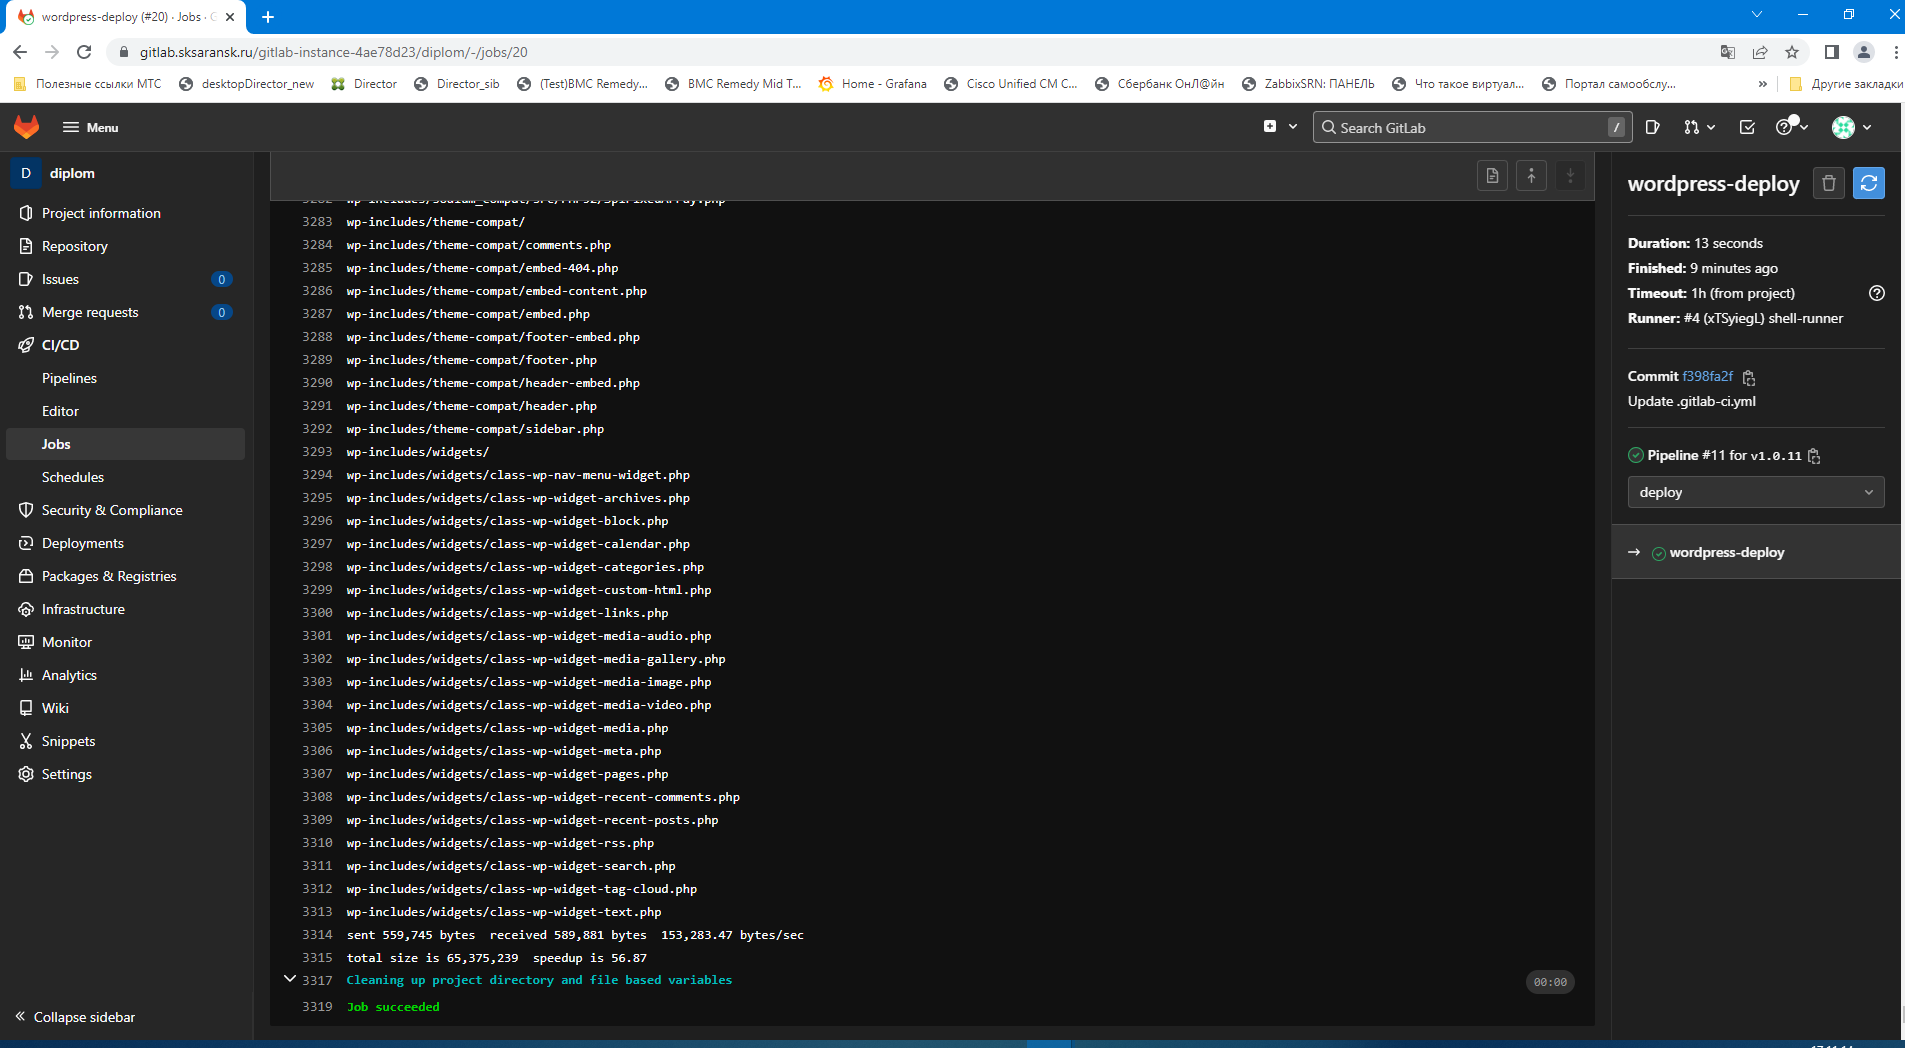 wordpress-deploy (#20) · Jobs · G
gitlab.sksaransk.ru/gitlab-instance-4ae78d23/diplom/-/jobs/20
Полезные ссылки МТС desktopDirector_new Director Director_sib (Test)BMC Remedy... BMC Remedy Mid T... Home - Grafana Cisco Unified CM C... Сбербанк ОнЛ@йн ZabbixSRN: ПАНЕЛЬ Что такое виртуал... Портал самообслу... » Другие закладки
Menu
Search GitLab /
D diplom
Project information
Repository
Issues 0
Merge requests 0
CI/CD
Pipelines
Editor
Jobs
Schedules
Security & Compliance
Deployments
Packages & Registries
Infrastructure
Monitor
Analytics
Wiki
Snippets
Settings
Collapse sidebar
3283 wp-includes/theme-compat/
3284 wp-includes/theme-compat/comments.php
3285 wp-includes/theme-compat/embed-404.php
3286 wp-includes/theme-compat/embed-content.php
3287 wp-includes/theme-compat/embed.php
3288 wp-includes/theme-compat/footer-embed.php
3289 wp-includes/theme-compat/footer.php
3290 wp-includes/theme-compat/header-embed.php
3291 wp-includes/theme-compat/header.php
3292 wp-includes/theme-compat/sidebar.php
3293 wp-includes/widgets/
3294 wp-includes/widgets/class-wp-nav-menu-widget.php
3295 wp-includes/widgets/class-wp-widget-archives.php
3296 wp-includes/widgets/class-wp-widget-block.php
3297 wp-includes/widgets/class-wp-widget-calendar.php
3298 wp-includes/widgets/class-wp-widget-categories.php
3299 wp-includes/widgets/class-wp-widget-custom-html.php
3300 wp-includes/widgets/class-wp-widget-links.php
3301 wp-includes/widgets/class-wp-widget-media-audio.php
3302 wp-includes/widgets/class-wp-widget-media-gallery.php
3303 wp-includes/widgets/class-wp-widget-media-image.php
3304 wp-includes/widgets/class-wp-widget-media-video.php
3305 wp-includes/widgets/class-wp-widget-media.php
3306 wp-includes/widgets/class-wp-widget-meta.php
3307 wp-includes/widgets/class-wp-widget-pages.php
3308 wp-includes/widgets/class-wp-widget-recent-comments.php
3309 wp-includes/widgets/class-wp-widget-recent-posts.php
3310 wp-includes/widgets/class-wp-widget-rss.php
3311 wp-includes/widgets/class-wp-widget-search.php
3312 wp-includes/widgets/class-wp-widget-tag-cloud.php
3313 wp-includes/widgets/class-wp-widget-text.php
3314 sent 559,745 bytes  received 589,881 bytes  153,283.47 bytes/sec
3315 total size is 65,375,239  speedup is 56.87
3317 Cleaning up project directory and file based variables 00:00
3319 Job succeeded
wordpress-deploy
Duration: 13 seconds
Finished: 9 minutes ago
Timeout: 1h (from project)
Runner: #4 (xTSyiegL) shell-runner
Commit f398fa2f
Update .gitlab-ci.yml
Pipeline #11 for v1.0.11
deploy
→ wordpress-deploy